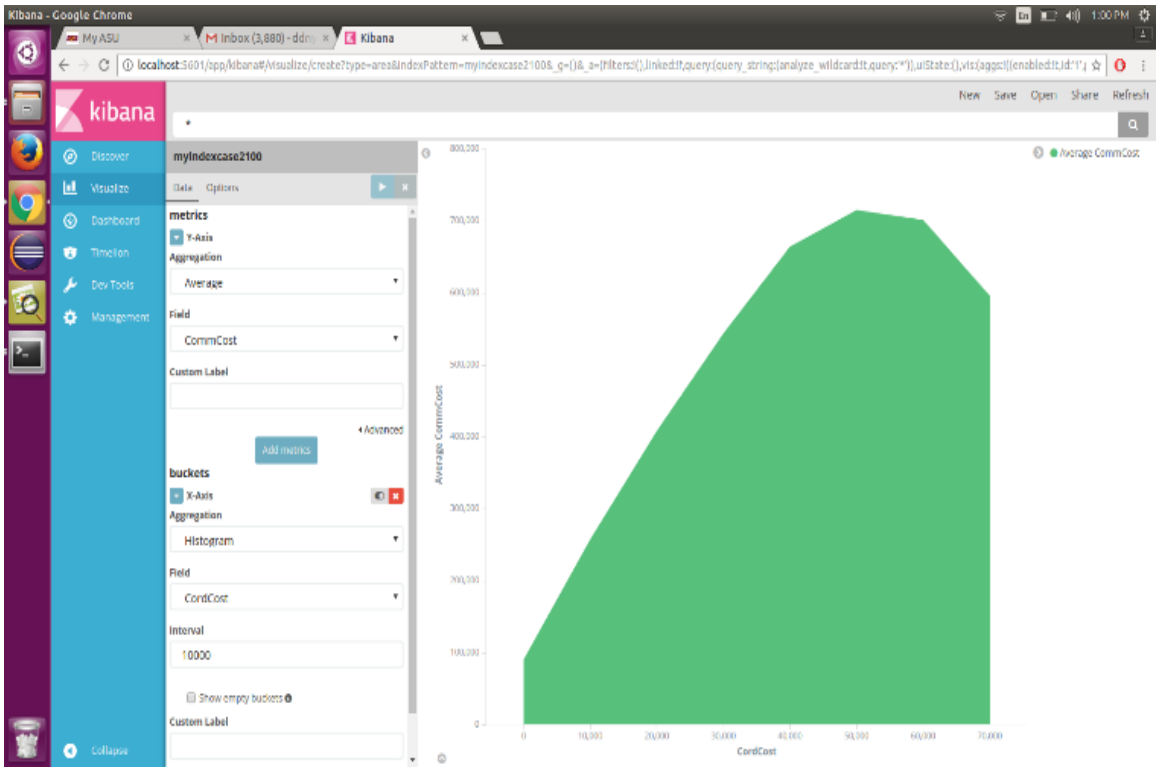 Kibana - Google Chrome
En
1:00 PM
My ASU
Inbox (3,880) - ddny
Kibana
localhost:5601/app/kibana#/visualize/create?type=area&indexPattern=myindexcase2100&_g=()&_a=(filters:!(),linked:!f,query:(query_string:(analyze_wildcard:!t,query:'*')),uiState:(),vis:(aggs:!((enabled:!t,id:'1',
New Save Open Share Refresh
kibana
*
Discover
Visualize
Dashboard
Timelion
Dev Tools
Management
Collapse
myindexcase2100
Data Options
metrics
Y-Axis
Aggregation
Average
Field
CommCost
Custom Label
Advanced
Add metrics
buckets
X-Axis
Aggregation
Histogram
Field
CordCost
Interval
10000
Show empty buckets
Custom Label
Average CommCost
800,000
700,000
600,000
500,000
400,000
300,000
200,000
100,000
0
Average CommCost
0 10,000 20,000 30,000 40,000 50,000 60,000 70,000
CordCost